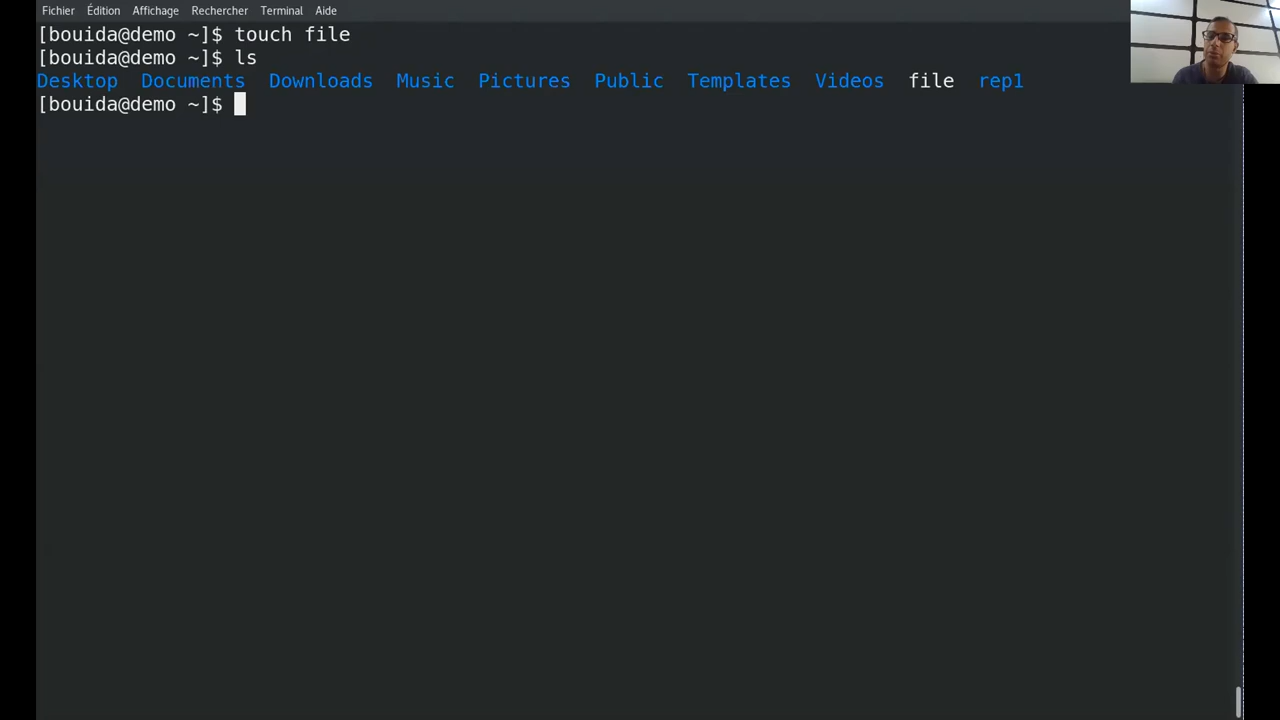 Fichier Édition Affichage Rechercher Terminal Aide
[bouida@demo ~]$ touch file
[bouida@demo ~]$ ls
Desktop Documents Downloads Music Pictures Public Templates Videos file rep1
[bouida@demo ~]$